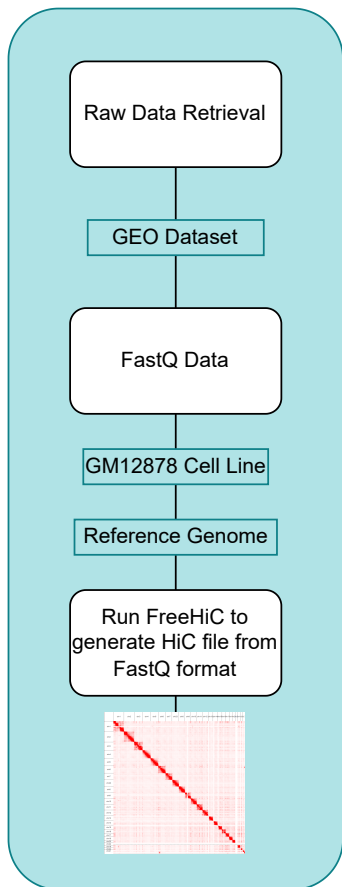 Raw Data Retrieval
GEO Dataset
FastQ Data
GM12878 Cell Line
Reference Genome
Run FreeHiC to
generate HiC file from
FastQ format